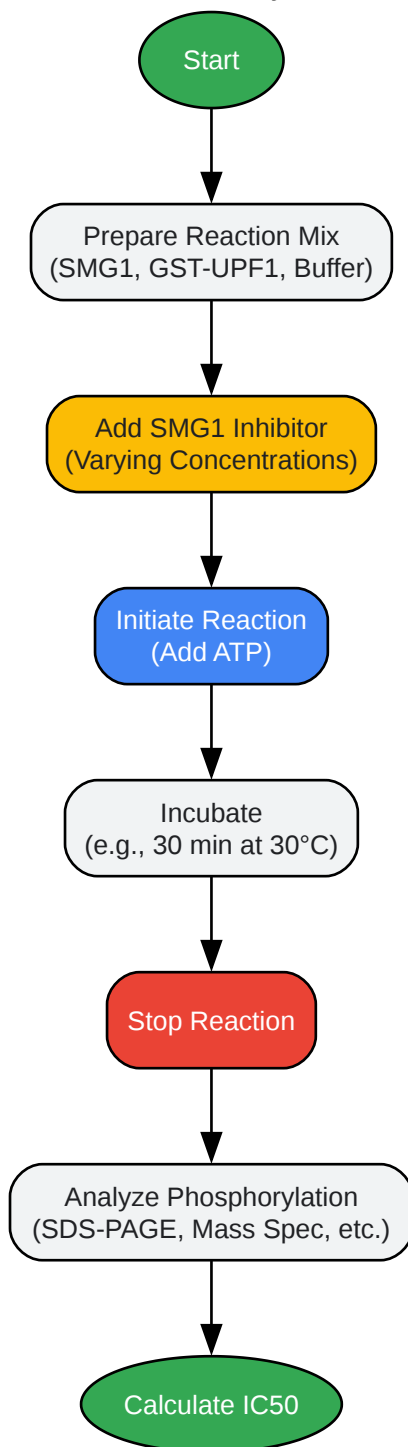 Start
Prepare Reaction Mix
(SMG1, GST-UPF1, Buffer)
Add SMG1 Inhibitor
(Varying Concentrations)
Initiate Reaction
(Add ATP)
Incubate
(e.g., 30 min at 30°C)
Stop Reaction
Analyze Phosphorylation
(SDS-PAGE, Mass Spec, etc.)
Calculate IC50